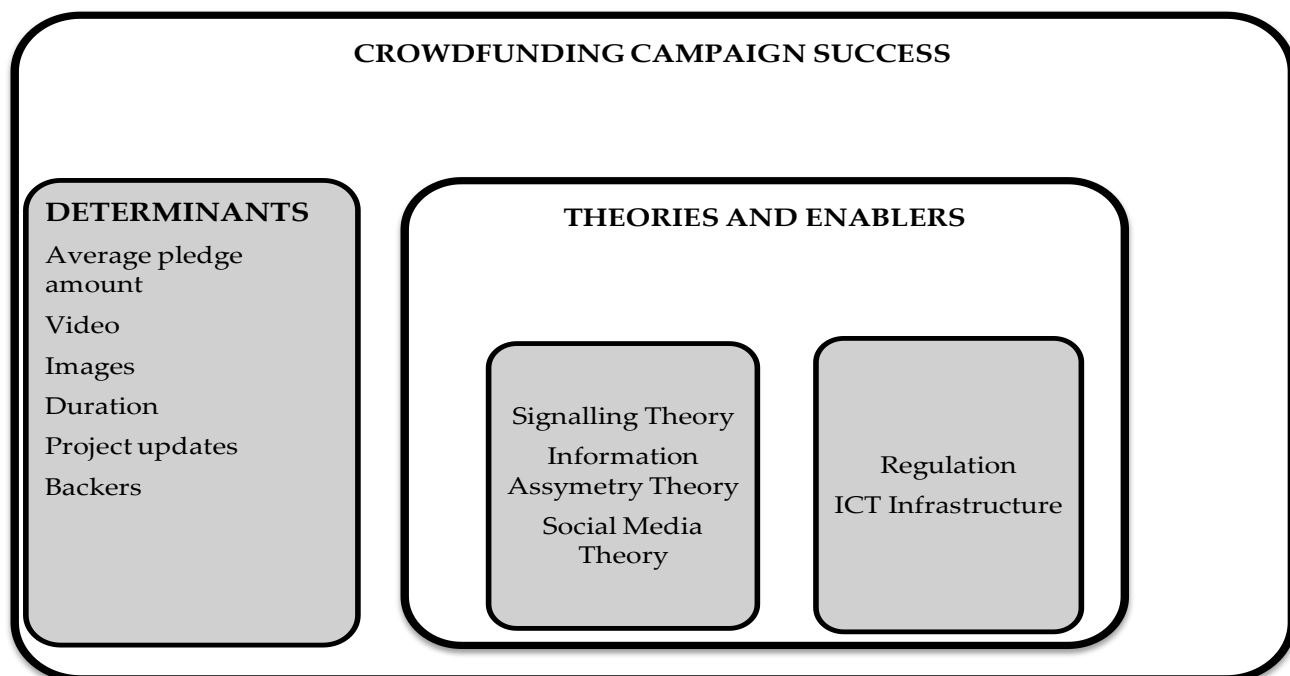 CROWDFUNDING CAMPAIGN SUCCESS
DETERMINANTS
Average pledge
amount
Video
Images
Duration
Project updates
Backers
THEORIES AND ENABLERS
Signalling Theory
Information
Assymetry Theory
Social Media
Theory
Regulation
ICT Infrastructure